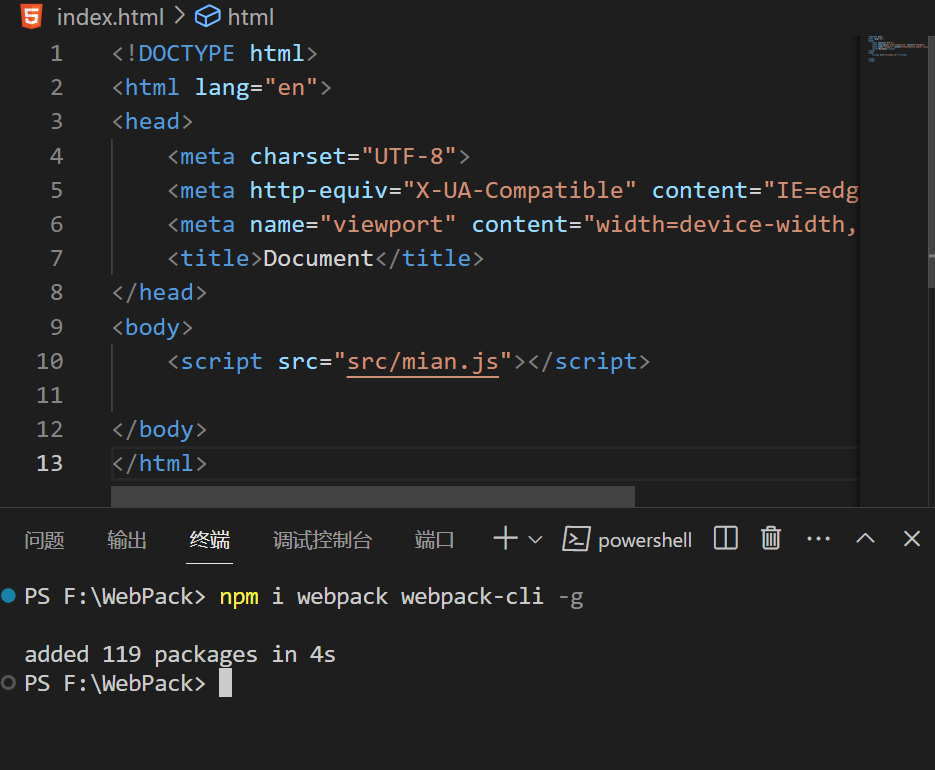 index.html > html
1 <!DOCTYPE html>
2 <html lang="en">
3 <head>
4 <meta charset="UTF-8">
5 <meta http-equiv="X-UA-Compatible" content="IE=edg
6 <meta name="viewport" content="width=device-width,
7 <title>Document</title>
8 </head>
9 <body>
10 <script src="src/mian.js"></script>
11
12 </body>
13 </html>
问题 输出 终端 调试控制台 端口 powershell
PS F:\WebPack> npm i webpack webpack-cli -g
added 119 packages in 4s
PS F:\WebPack>